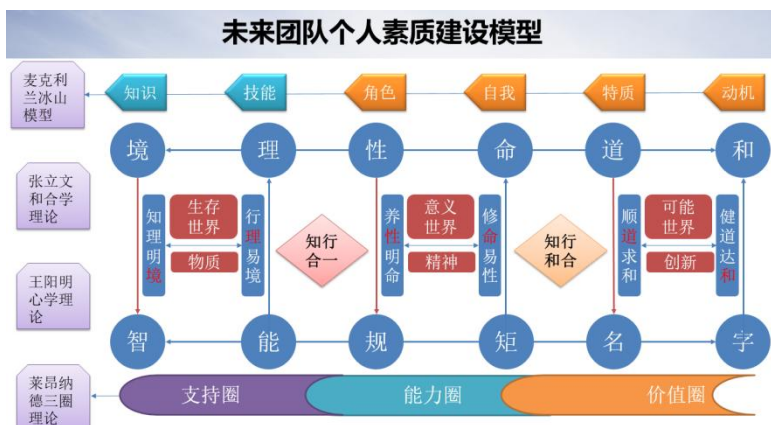 未来团队个人素质建设模型
麦克利
兰冰山
模型
知识
技能
角色
自我
特质
动机
境
理
性
命
道
和
张立文
和合学
理论
知理明境
生存
世界
物质
行理易境
知行
合一
养性明命
意义
世界
精神
修命易性
知行
和合
顺道求和
可能
世界
创新
健道达和
王阳明
心学理
论
智
能
规
矩
名
字
莱昂纳
德三圈
理论
支持圈
能力圈
价值圈